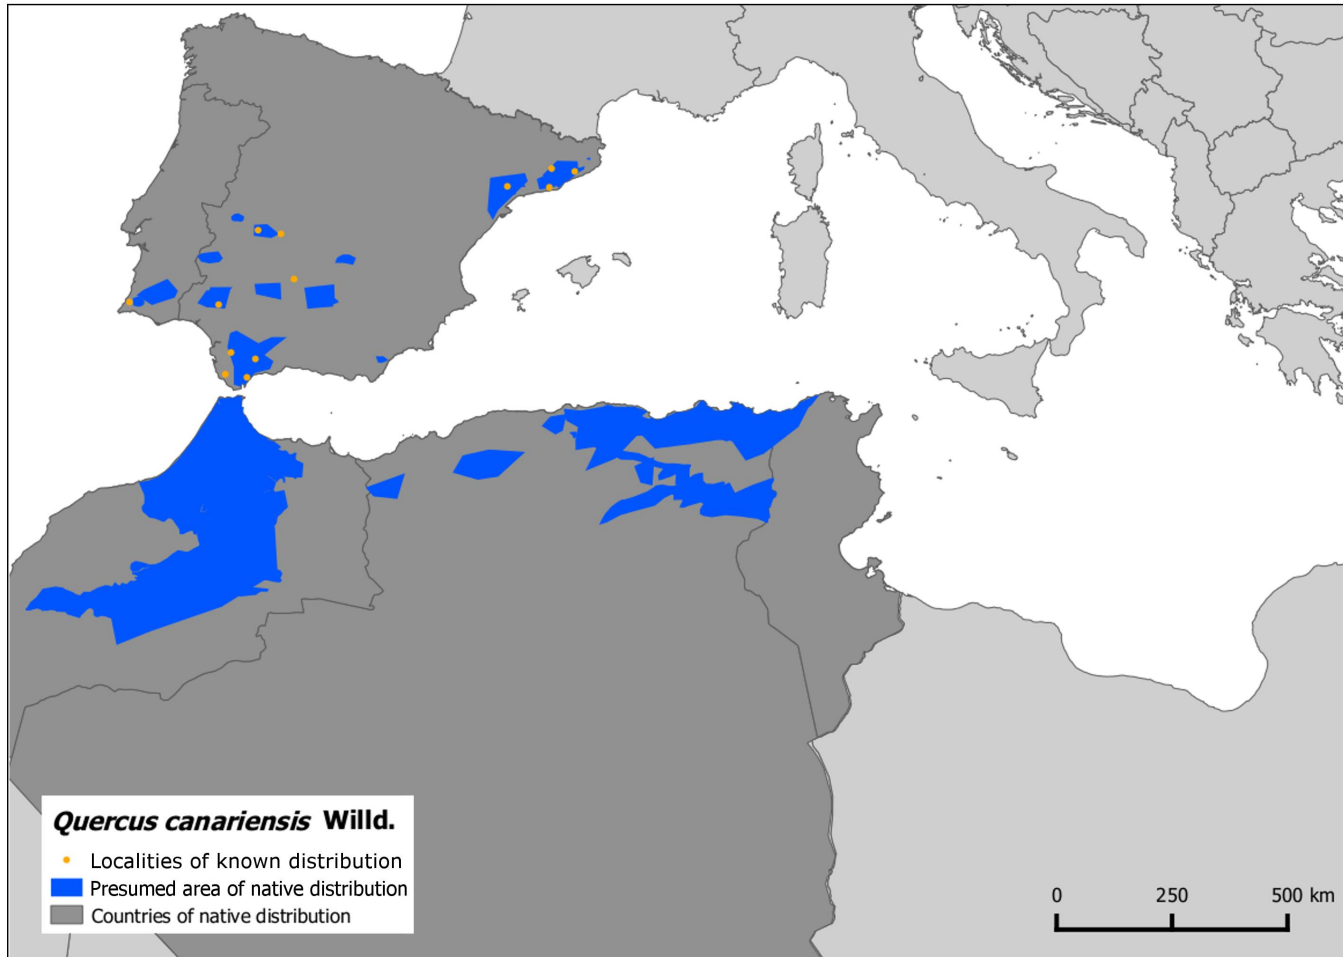 Quercus canariensis Willd.
Localities of known distribution
Presumed area of native distribution
Countries of native distribution
0 250 500 km